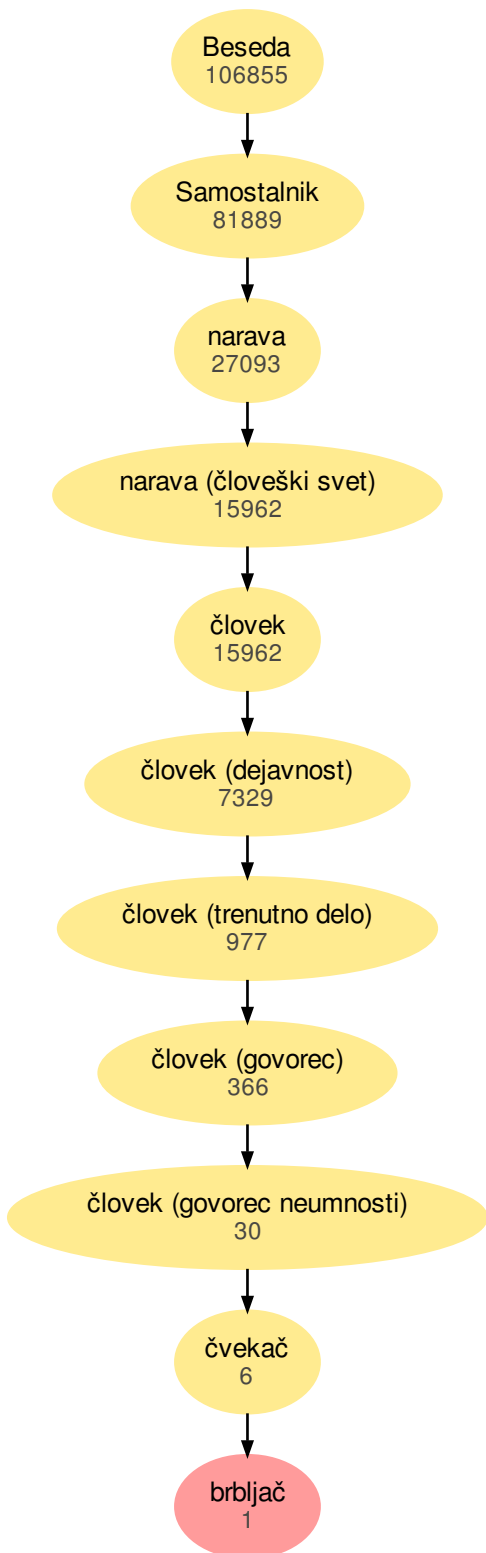 Beseda
106855
Samostalnik
81889
narava
27093
narava (človeški svet)
15962
človek
15962
človek (dejavnost)
7329
človek (trenutno delo)
977
človek (govorec)
366
človek (govorec neumnosti)
30
čvekač
6
brbljač
1